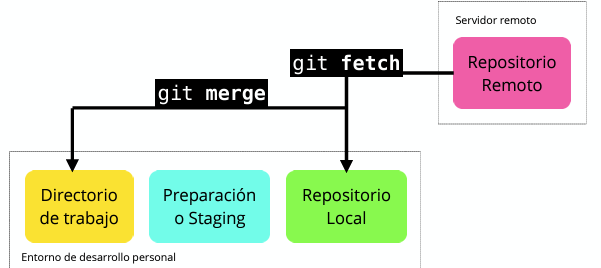 Servidor remoto
Repositorio
Remoto
git fetch
git merge
Directorio
de trabajo
Preparación
o Staging
Repositorio
Local
Entorno de desarrollo personal